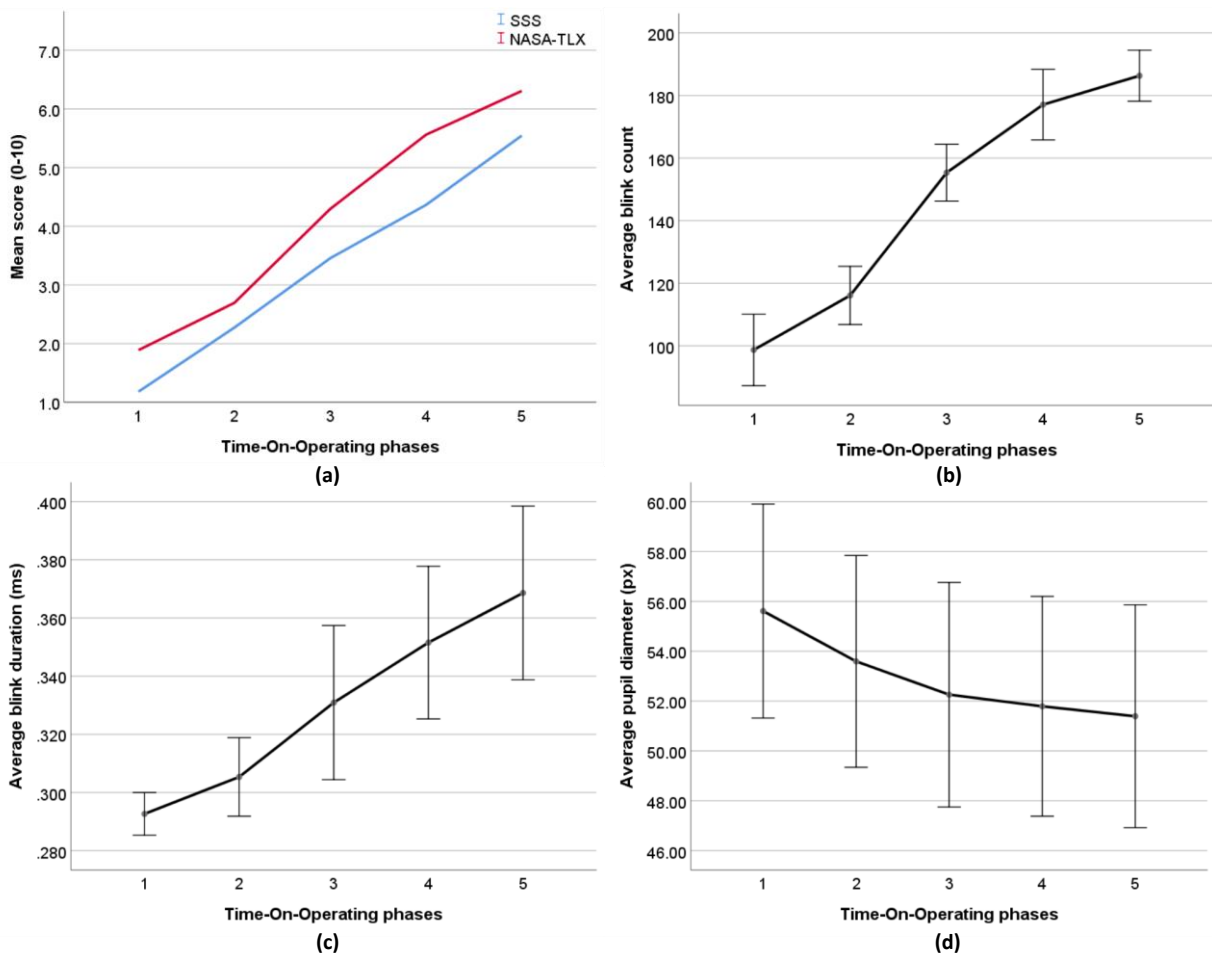 SSS
NASA-TLX
7.0
6.0
5.0
4.0
3.0
2.0
1.0
Mean score (0-10)
1 2 3 4 5
Time-On-Operating phases
(a)
200
180
160
140
120
100
Average blink count
1 2 3 4 5
Time-On-Operating phases
(b)
.400
.380
.360
.340
.320
.300
.280
Average blink duration (ms)
1 2 3 4 5
Time-On-Operating phases
(c)
60.00
58.00
56.00
54.00
52.00
50.00
48.00
46.00
Average pupil diameter (px)
1 2 3 4 5
Time-On-Operating phases
(d)